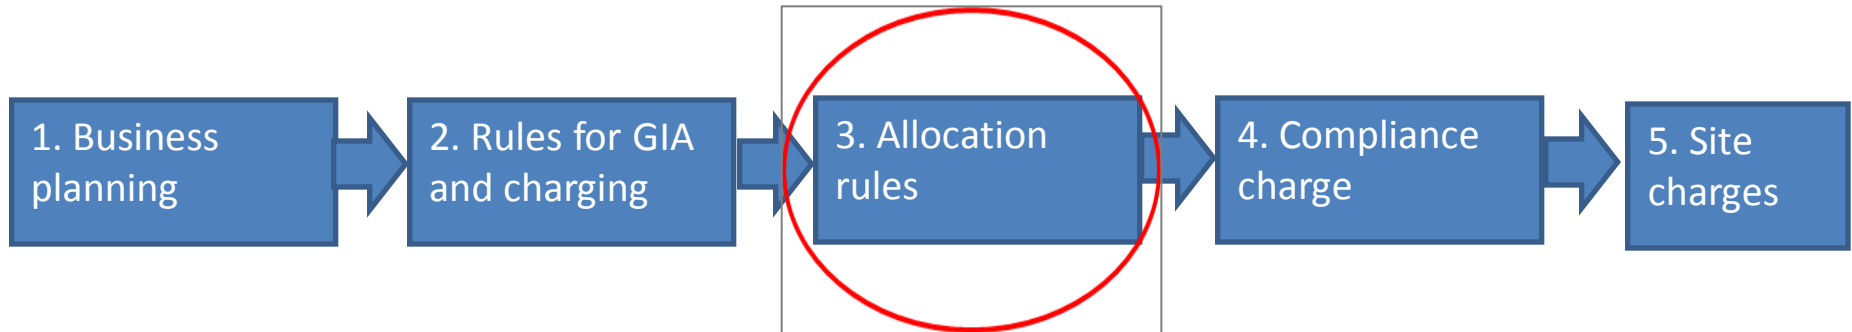 1. Business
planning
2. Rules for GIA
and charging
3. Allocation
rules
4. Compliance
charge
5. Site
charges